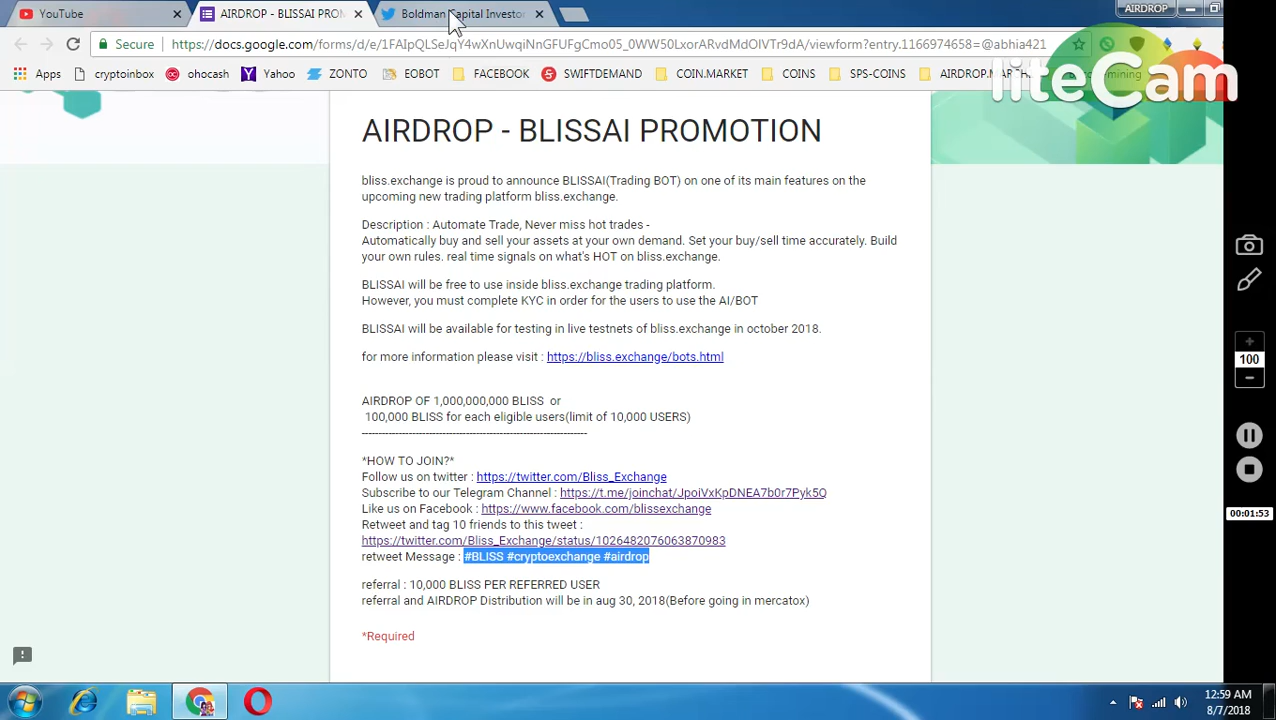 YouTube
AIRDROP - BLISSAI PROM
Boldman Capital Investor
AIRDROP
Secure
https://docs.google.com/forms/d/e/1FAIpQLSeJqY4wXnUwqiNnGFUFgCmo05_0WW50LxorARvdMdOIVTr9dA/viewform?entry.1166974658=@abhia421
Apps
cryptoinbox
ohocash
Yahoo
ZONTO
EOBOT
FACEBOOK
SWIFTDEMAND
COIN.MARKET
COINS
SPS-COINS
mining
liteCam
AIRDROP - BLISSAI PROMOTION
bliss.exchange is proud to announce BLISSAI(Trading BOT) on one of its main features on the
upcoming new trading platform bliss.exchange.
Description : Automate Trade, Never miss hot trades -
Automatically buy and sell your assets at your own demand. Set your buy/sell time accurately. Build
your own rules. real time signals on what's HOT on bliss.exchange.
BLISSAI will be free to use inside bliss.exchange trading platform.
However, you must complete KYC in order for the users to use the AI/BOT
BLISSAI will be available for testing in live testnets of bliss.exchange in october 2018.
for more information please visit : https://bliss.exchange/bots.html
AIRDROP OF 1,000,000,000 BLISS or
100,000 BLISS for each eligible users(limit of 10,000 USERS)
------------------------------------------------------------------
*HOW TO JOIN?*
Follow us on twitter : https://twitter.com/Bliss_Exchange
Subscribe to our Telegram Channel : https://t.me/joinchat/JpoiVxKpDNEA7b0r7Pyk5Q
Like us on Facebook : https://www.facebook.com/blissexchange
Retweet and tag 10 friends to this tweet :
https://twitter.com/Bliss_Exchange/status/1026482076063870983
retweet Message : #BLISS #cryptoexchange #airdrop
referral : 10,000 BLISS PER REFERRED USER
referral and AIRDROP Distribution will be in aug 30, 2018(Before going in mercatox)
*Required
100
00:01:53
12:59 AM
8/7/2018